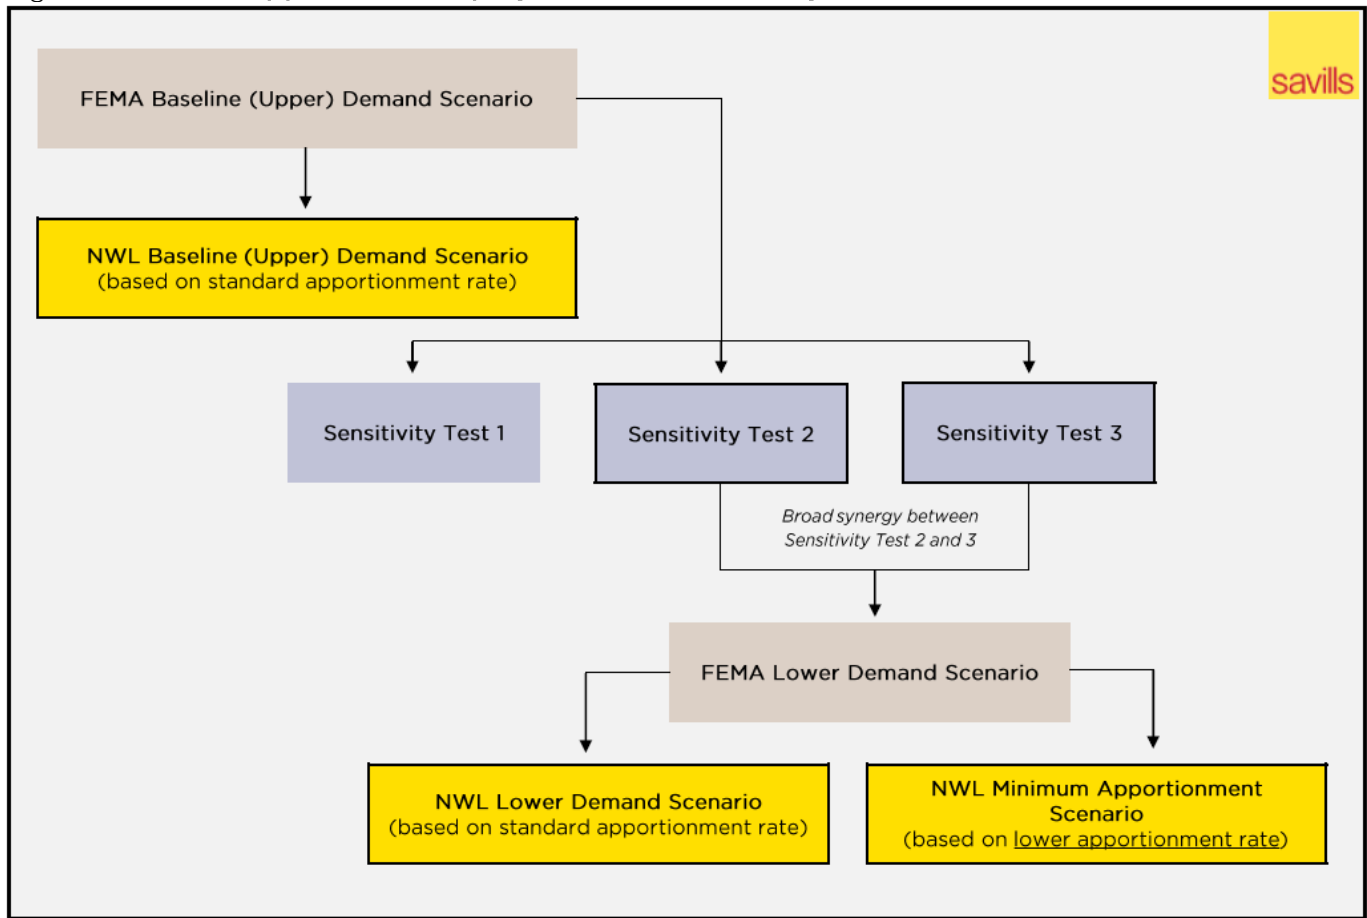 savills
FEMA Baseline (Upper) Demand Scenario
NWL Baseline (Upper) Demand Scenario
(based on standard apportionment rate)
Sensitivity Test 1
Sensitivity Test 2
Sensitivity Test 3
Broad synergy between
Sensitivity Test 2 and 3
FEMA Lower Demand Scenario
NWL Lower Demand Scenario
(based on standard apportionment rate)
NWL Minimum Apportionment
Scenario
(based on lower apportionment rate)